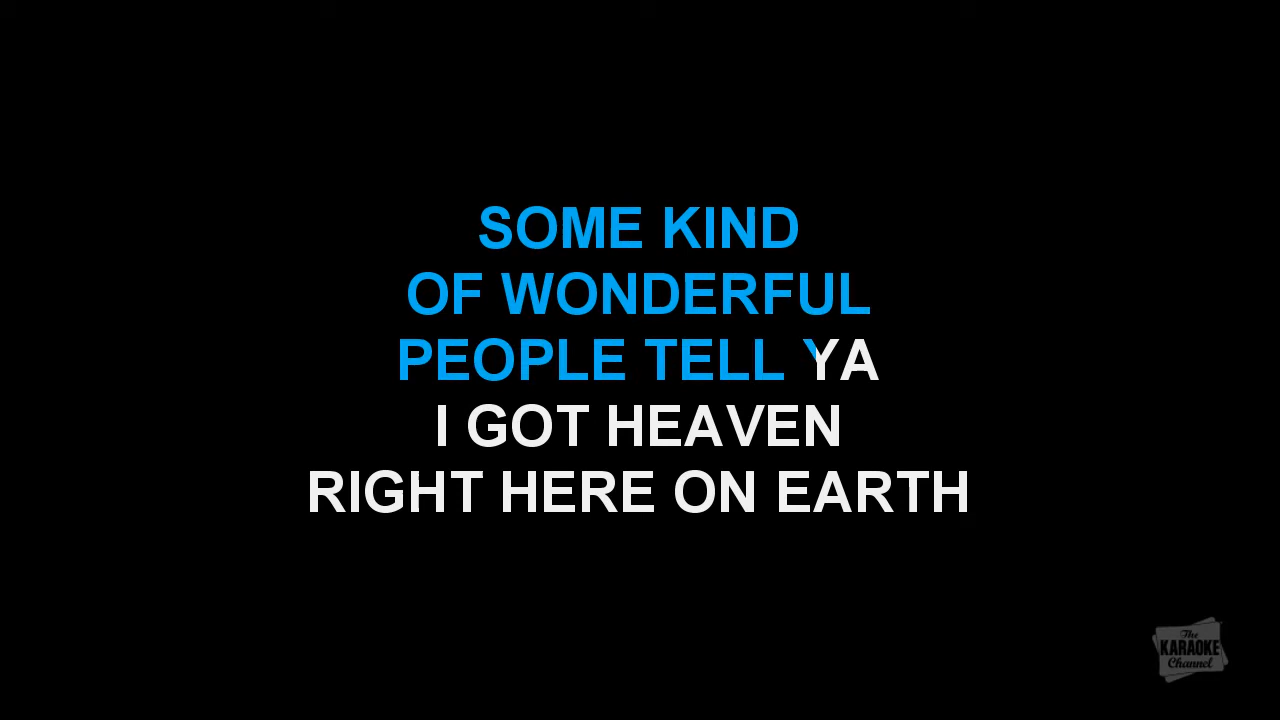 SOME KIND
OF WONDERFUL
PEOPLE TELL YA
I GOT HEAVEN
RIGHT HERE ON EARTH
The
KARAOKE
Channel